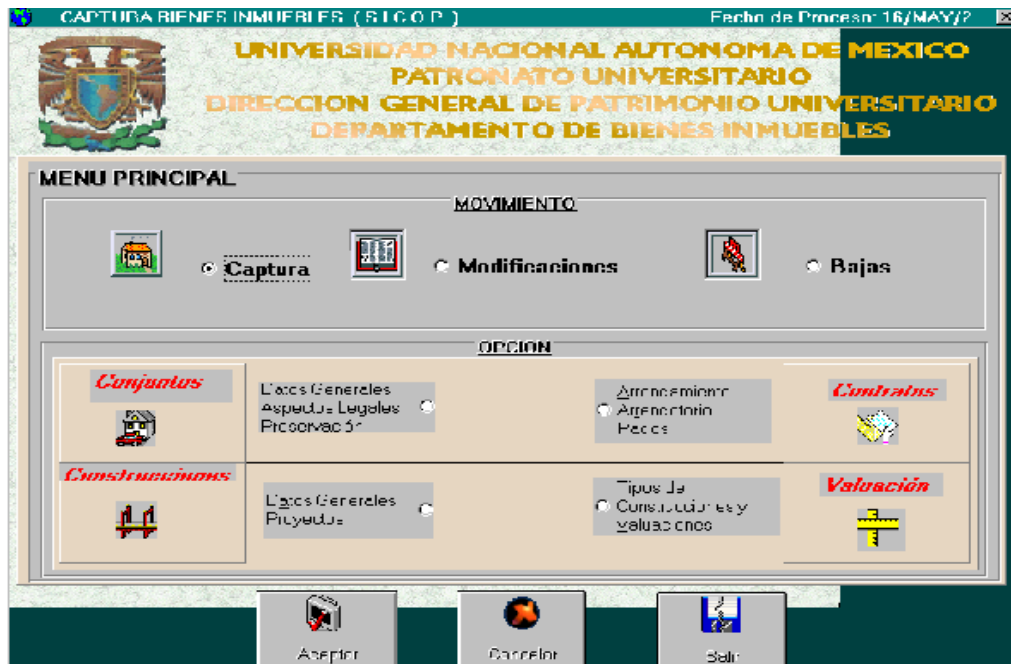 CAPTURA BIENES INMUEBLES ( S I C O P )
Fecha de Proceso: 16/MAY/2
UNIVERSIDAD NACIONAL AUTONOMA DE MEXICO
PATRONATO UNIVERSITARIO
DIRECCION GENERAL DE PATRIMONIO UNIVERSITARIO
DEPARTAMENTO DE BIENES INMUEBLES
MENU PRINCIPAL
MOVIMIENTO
Captura
Modificaciones
Bajas
OPCION
Conjuntos
Datos Generales
Aspectos Legales
Preservación
Arrendamiento
Pagos
Contratos
Construcciones
Datos Generales
Proyectos
Tipos de
Construcciones y
Valuaciones
Valuación
Aceptar
Cancelar
Salir